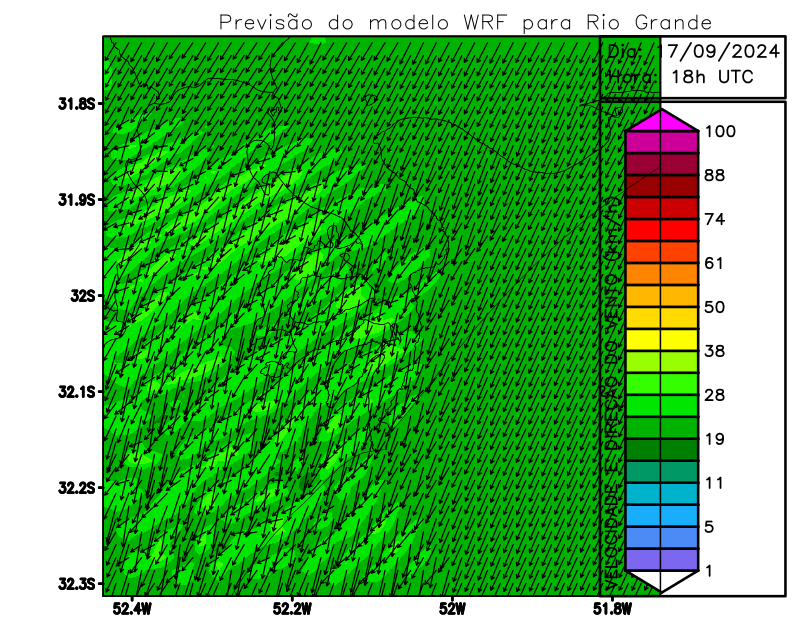 Previsão do modelo WRF para Rio Grande
Dia: 17/09/2024
Hora: 18h UTC
31.8S
31.9S
32S
32.1S
32.2S
32.3S
52.4W
52.2W
52W
51.8W
VELOCIDADE E DIREÇÃO DO VENTO (km/h)
100
88
74
61
50
38
28
19
11
5
1